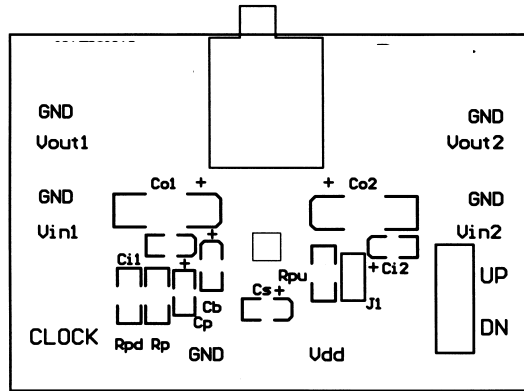 GND
Vout1
GND
Vout2
Co1
Co2
GND
Vin1
GND
Vin2
Ci1
Ci2
Rpu
UP
Cs
J1
Cb
Cp
CLOCK
DN
Rpd
Rp
GND
Vdd